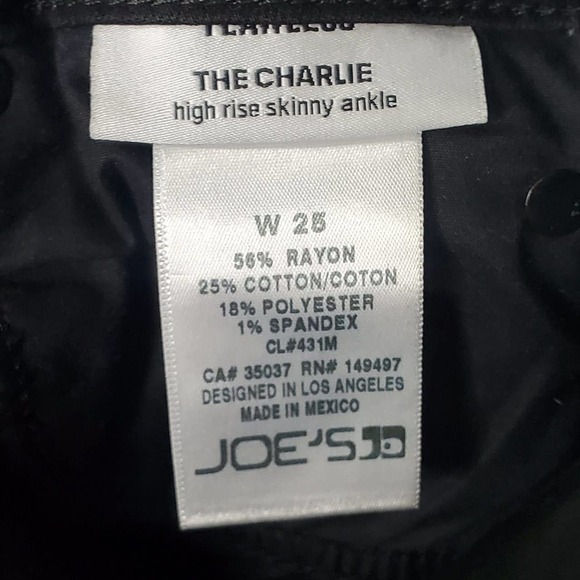 FLAWLESS
THE CHARLIE
high rise skinny ankle
W 25
56% RAYON
25% COTTON/COTON
18% POLYESTER
1% SPANDEX
CL#431M
CA# 35037 RN# 149497
DESIGNED IN LOS ANGELES
MADE IN MEXICO
JOE'S